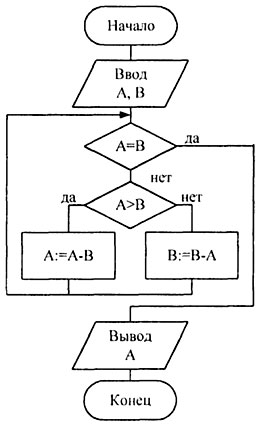 Начало
Ввод
A, B
A=B
да
нет
A>B
да
нет
A:=A-B
B:=B-A
Вывод
A
Конец